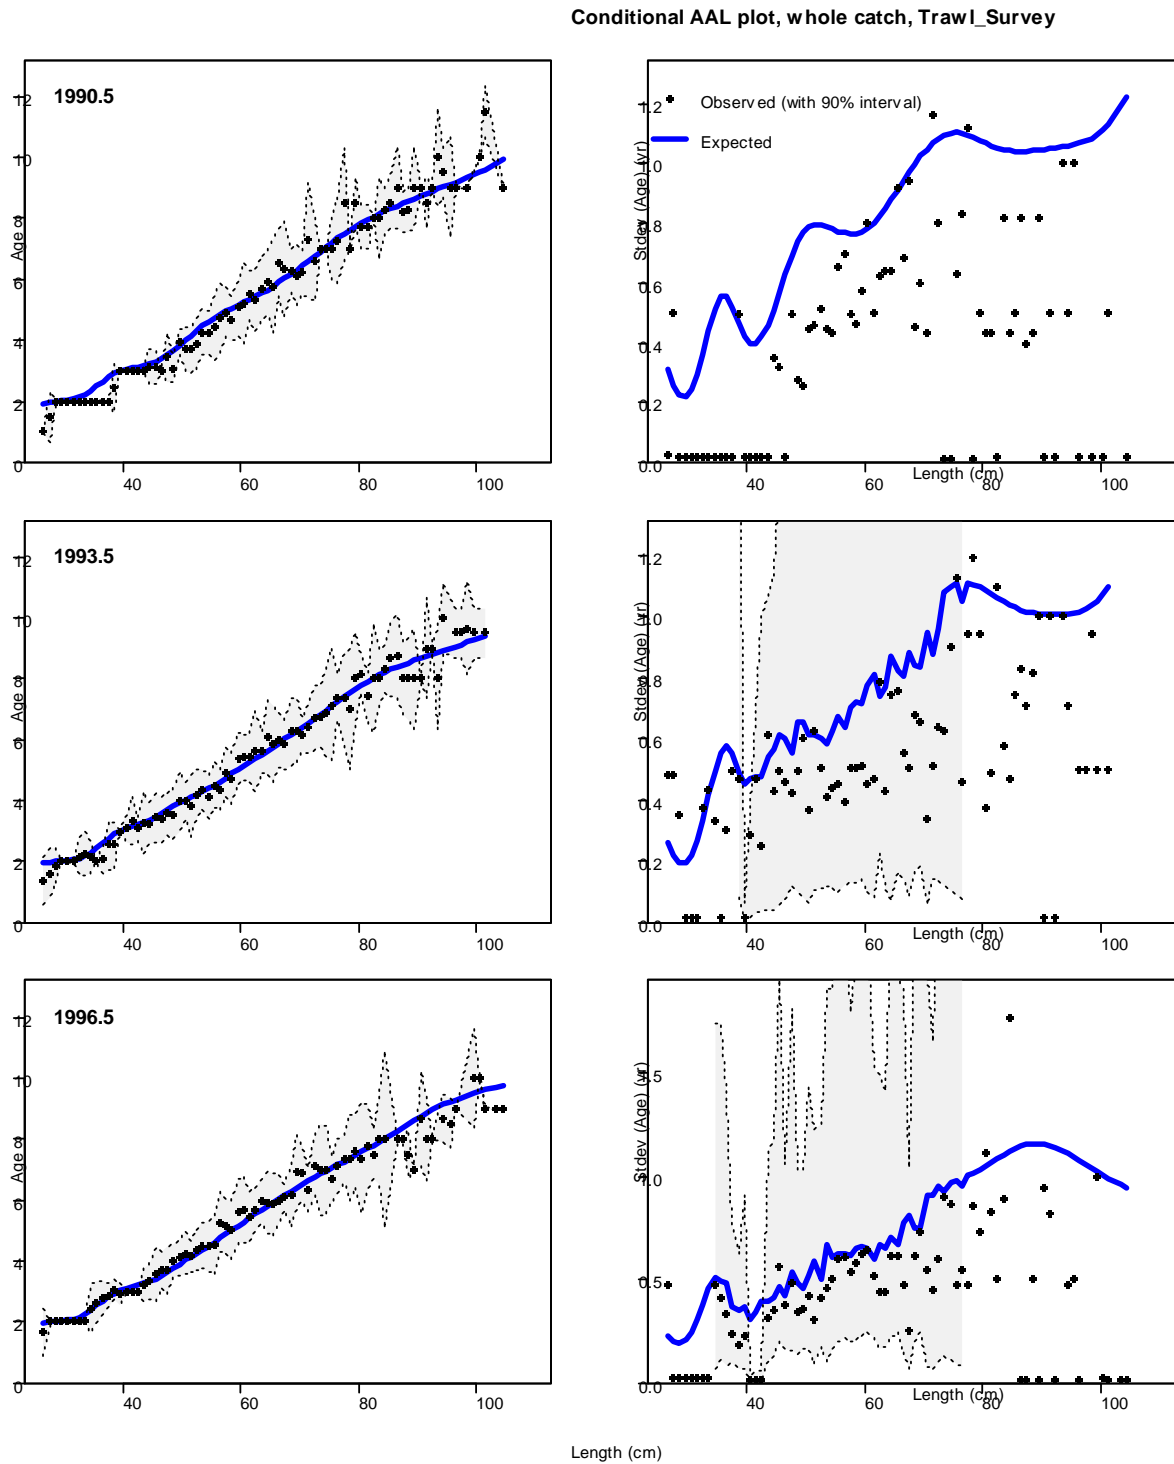 Conditional AAL plot, whole catch, Trawl_Survey
1990.5
12
10
8
6
4
2
0
Age
40 60 80 100
Observed (with 90% interval)
Expected
1.2
1.0
0.8
0.6
0.4
0.2
0.0
Stdev (Age) (yr)
Length (cm)
40 60 80 100
1993.5
12
10
8
6
4
2
0
Age
40 60 80 100
1.2
1.0
0.8
0.6
0.4
0.2
0.0
Stdev (Age) (yr)
Length (cm)
40 60 80 100
1996.5
12
10
8
6
4
2
0
Age
40 60 80 100
1.5
1.0
0.5
0.0
Stdev (Age) (yr)
Length (cm)
40 60 80 100
Length (cm)